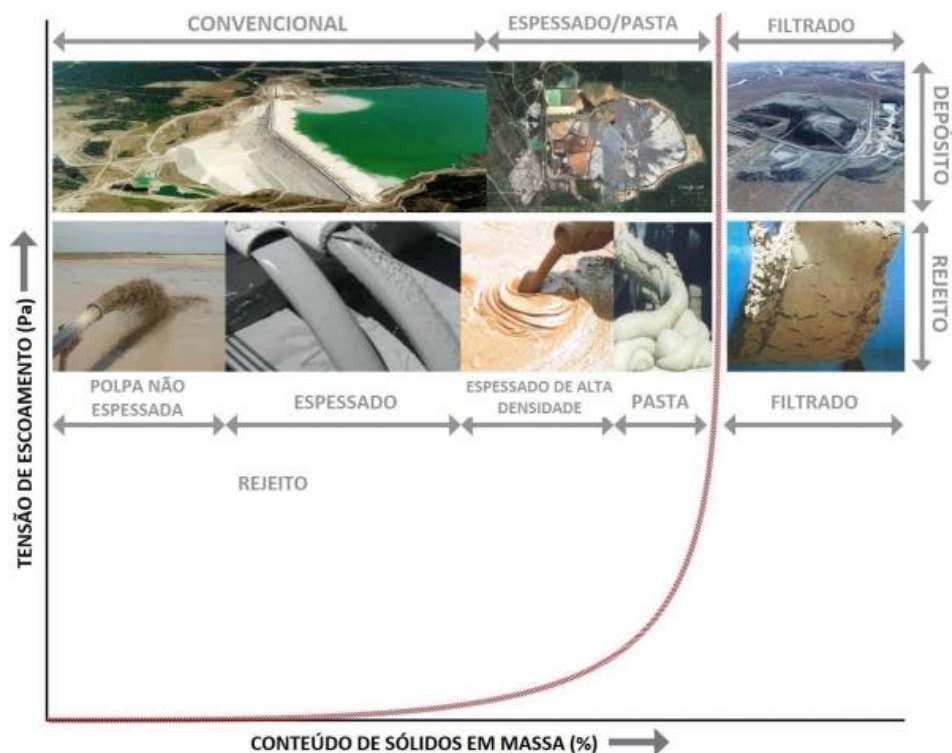 CONVENCIONAL
ESPESSADO/PASTA
FILTRADO
DEPÓSITO
REJEITO
POLPA NÃO
ESPESSADA
ESPESSADO
ESPESSADO DE ALTA
DENSIDADE
PASTA
FILTRADO
REJEITO
TENSÃO DE ESCOAMENTO (Pa)
CONTEÚDO DE SÓLIDOS EM MASSA (%)